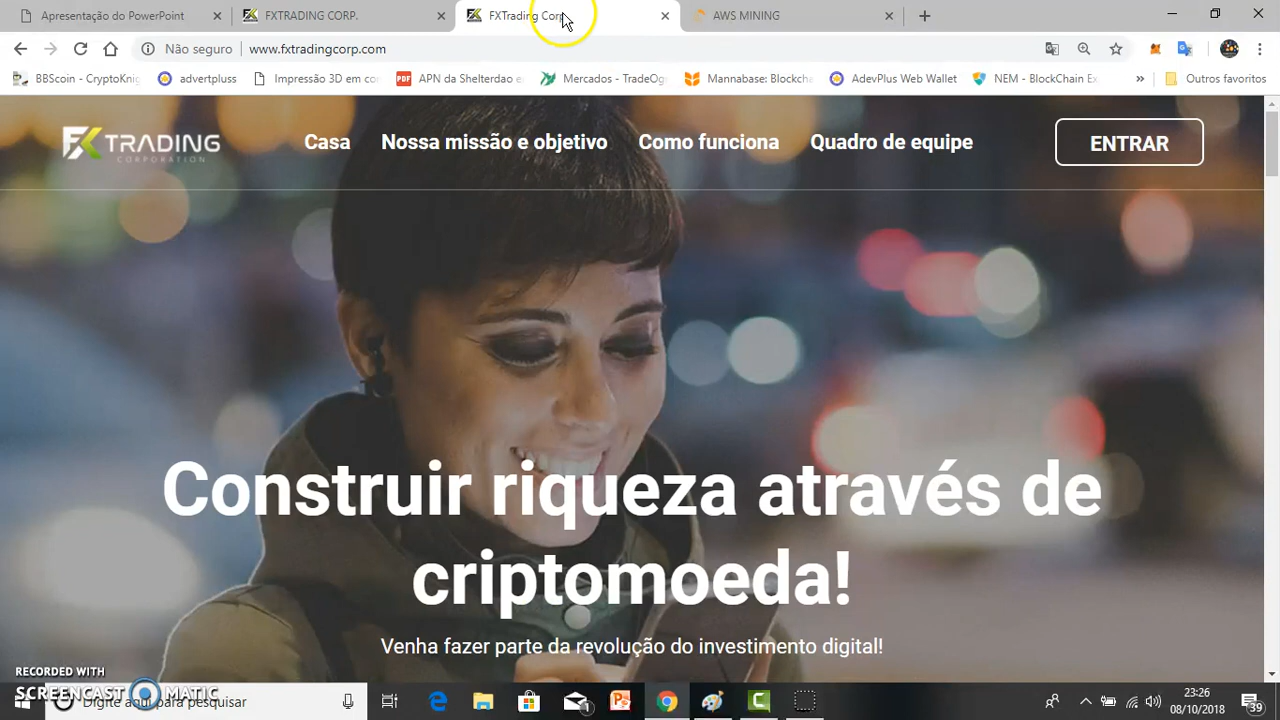 Apresentação do PowerPoint
FXTRADING CORP.
FXTrading Corp
AWS MINING
Não seguro
www.fxtradingcorp.com
BBScoin - CryptoKnig
advertpluss
Impressão 3D em co
APN da Shelterdao e
Mercados - TradeOg
Mannabase: Blockcha
AdevPlus Web Wallet
NEM - BlockChain Ex
Outros favoritos
FX TRADING
CORPORATION
Casa
Nossa missão e objetivo
Como funciona
Quadro de equipe
ENTRAR
Construir riqueza através de
criptomoeda!
Venha fazer parte da revolução do investimento digital!
RECORDED WITH
SCREENCAST MATIC
Digite aqui para pesquisar
1
23:26
08/10/2018
39